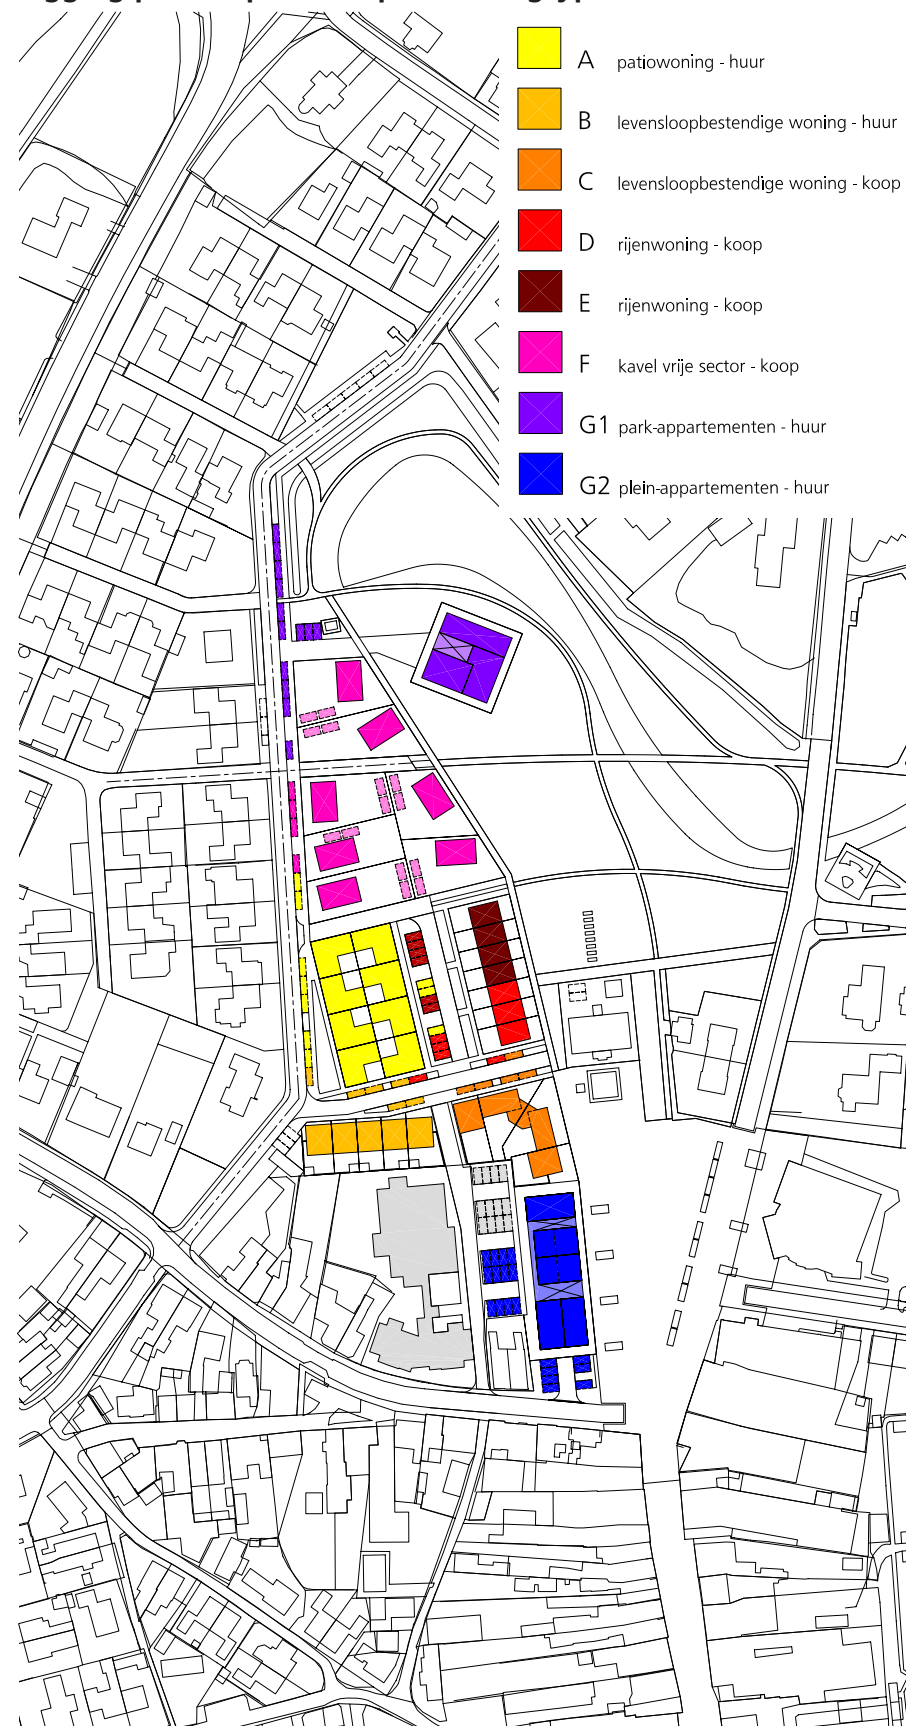 A patiowoning - huur
B levensloopbestendige woning - huur
C levensloopbestendige woning - koop
D rijenwoning - koop
E rijenwoning - koop
F kavel vrije sector - koop
G1 park-appartementen - huur
G2 plein-appartementen - huur